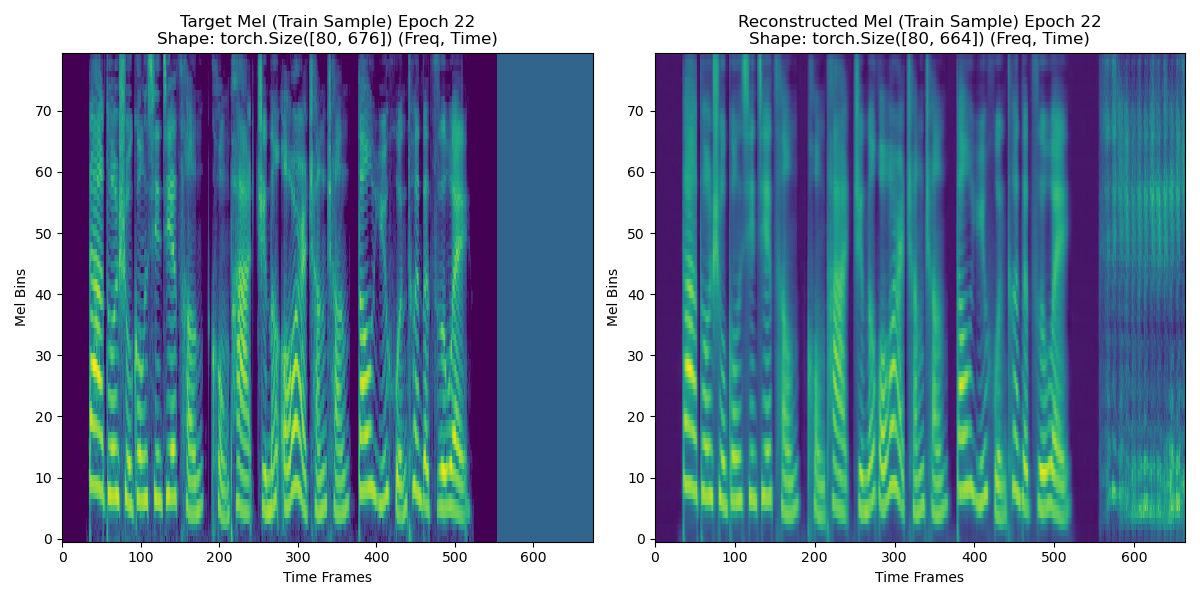 Target Mel (Train Sample) Epoch 22
Shape: torch.Size([80, 676]) (Freq, Time)
Mel Bins
70
60
50
40
30
20
10
0
0 100 200 300 400 500 600
Time Frames
Reconstructed Mel (Train Sample) Epoch 22
Shape: torch.Size([80, 664]) (Freq, Time)
Mel Bins
70
60
50
40
30
20
10
0
0 100 200 300 400 500 600
Time Frames